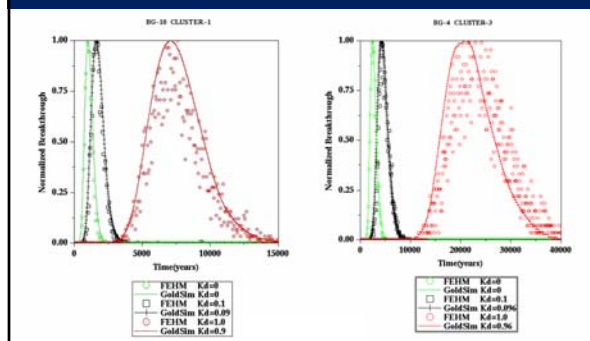 BG-10 CLUSTER-1
Normalized Breakthrough
1.00
0.75
0.50
0.25
0.00
0
5000
10000
15000
Time(years)
FEHM Kd=0
GoldSim Kd=0
FEHM Kd=0.1
GoldSim Kd=0.09
FEHM Kd=1.0
GoldSim Kd=0.9
BG-4 CLUSTER-3
Normalized Breakthrough
1.00
0.75
0.50
0.25
0.00
0
10000
20000
30000
40000
Time(years)
FEHM Kd=0
GoldSim Kd=0
FEHM Kd=0.1
GoldSim Kd=0.096
FEHM Kd=1.0
GoldSim Kd=0.96